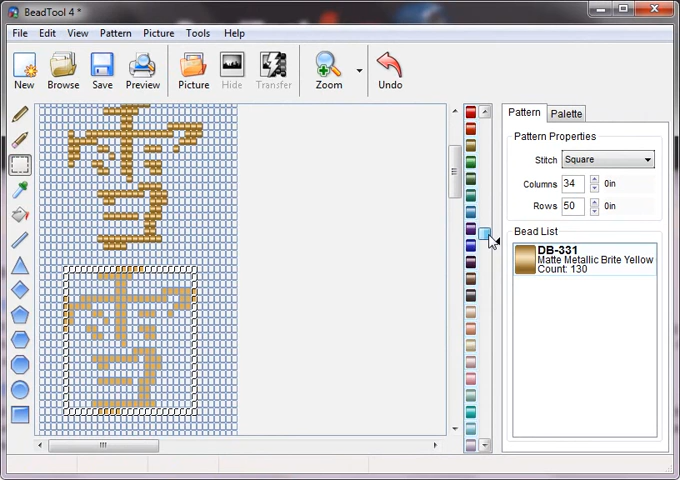 BeadTool 4 *
File Edit View Pattern Picture Tools Help
New Browse Save Preview Picture Hide Transfer Zoom Undo
雪
雪
Pattern Palette
Pattern Properties
Stitch Square
Columns 34 0in
Rows 50 0in
Bead List
DB-331
Matte Metallic Brite Yellow
Count: 130